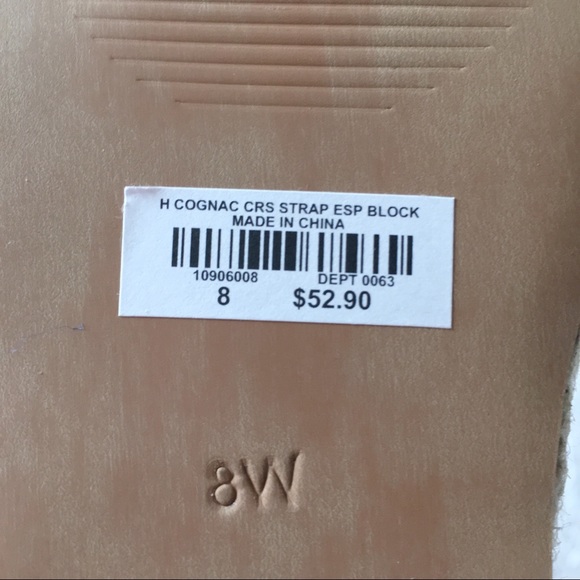 H COGNAC CRS STRAP ESP BLOCK
MADE IN CHINA
10906008 DEPT 0063
8 $52.90
8W